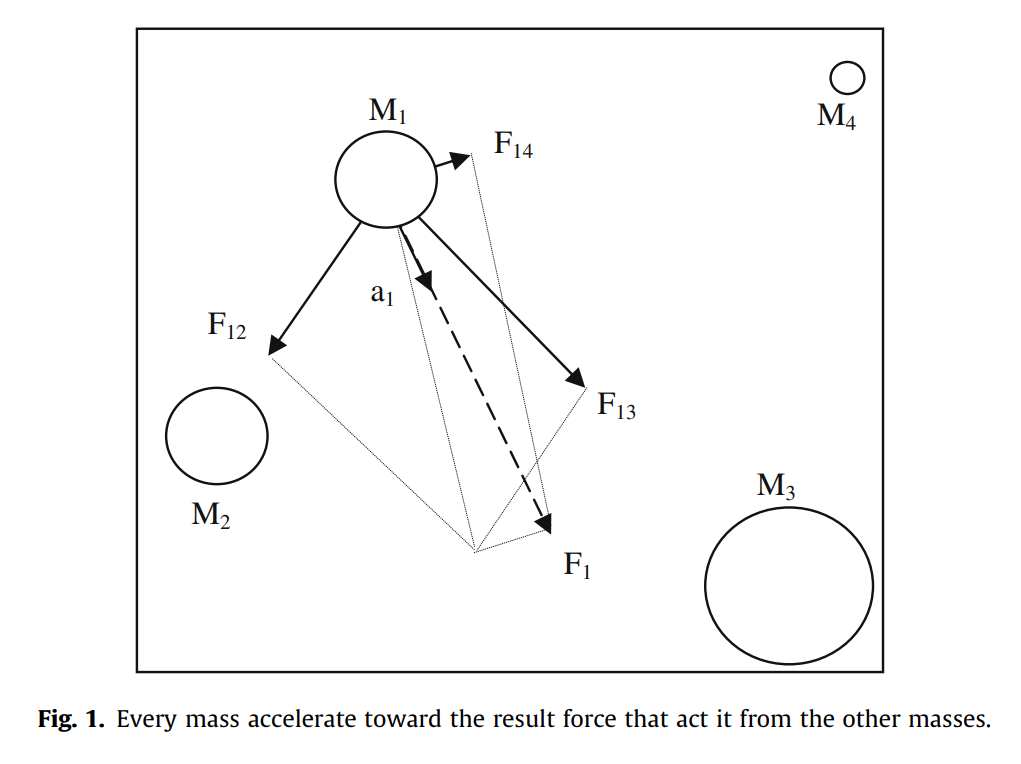 M₄
M₁
F₁₄
a₁
F₁₂
F₁₃
M₃
M₂
F₁
Fig. 1. Every mass accelerate toward the result force that act it from the other masses.